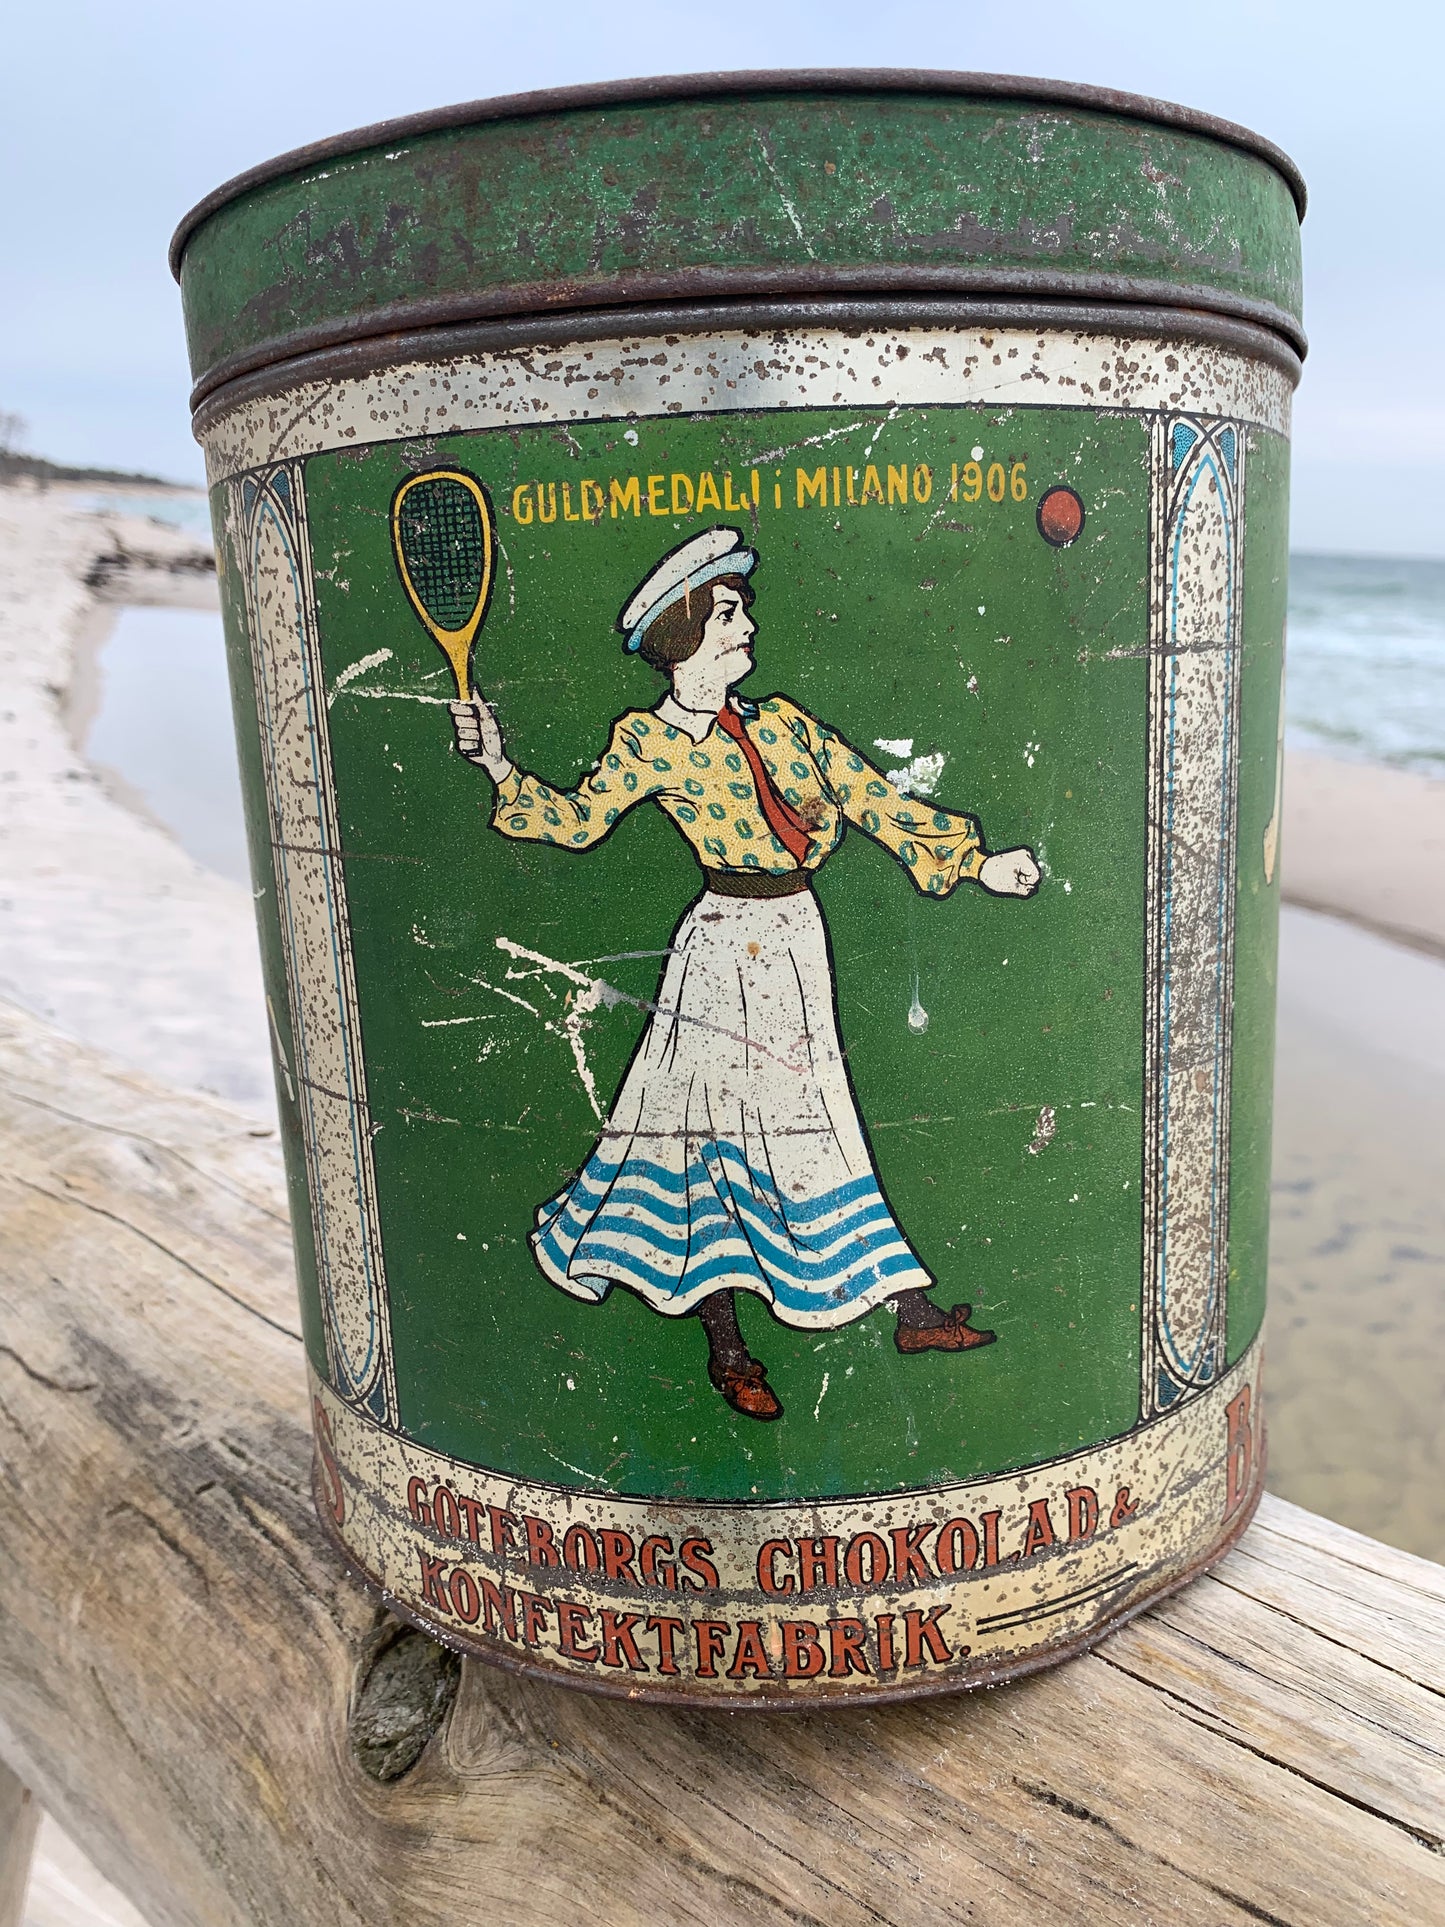 GULDMEDALJ i MILANO 1906
GÖTEBORGS CHOKOLAD &
KONFEKTFABRIK.